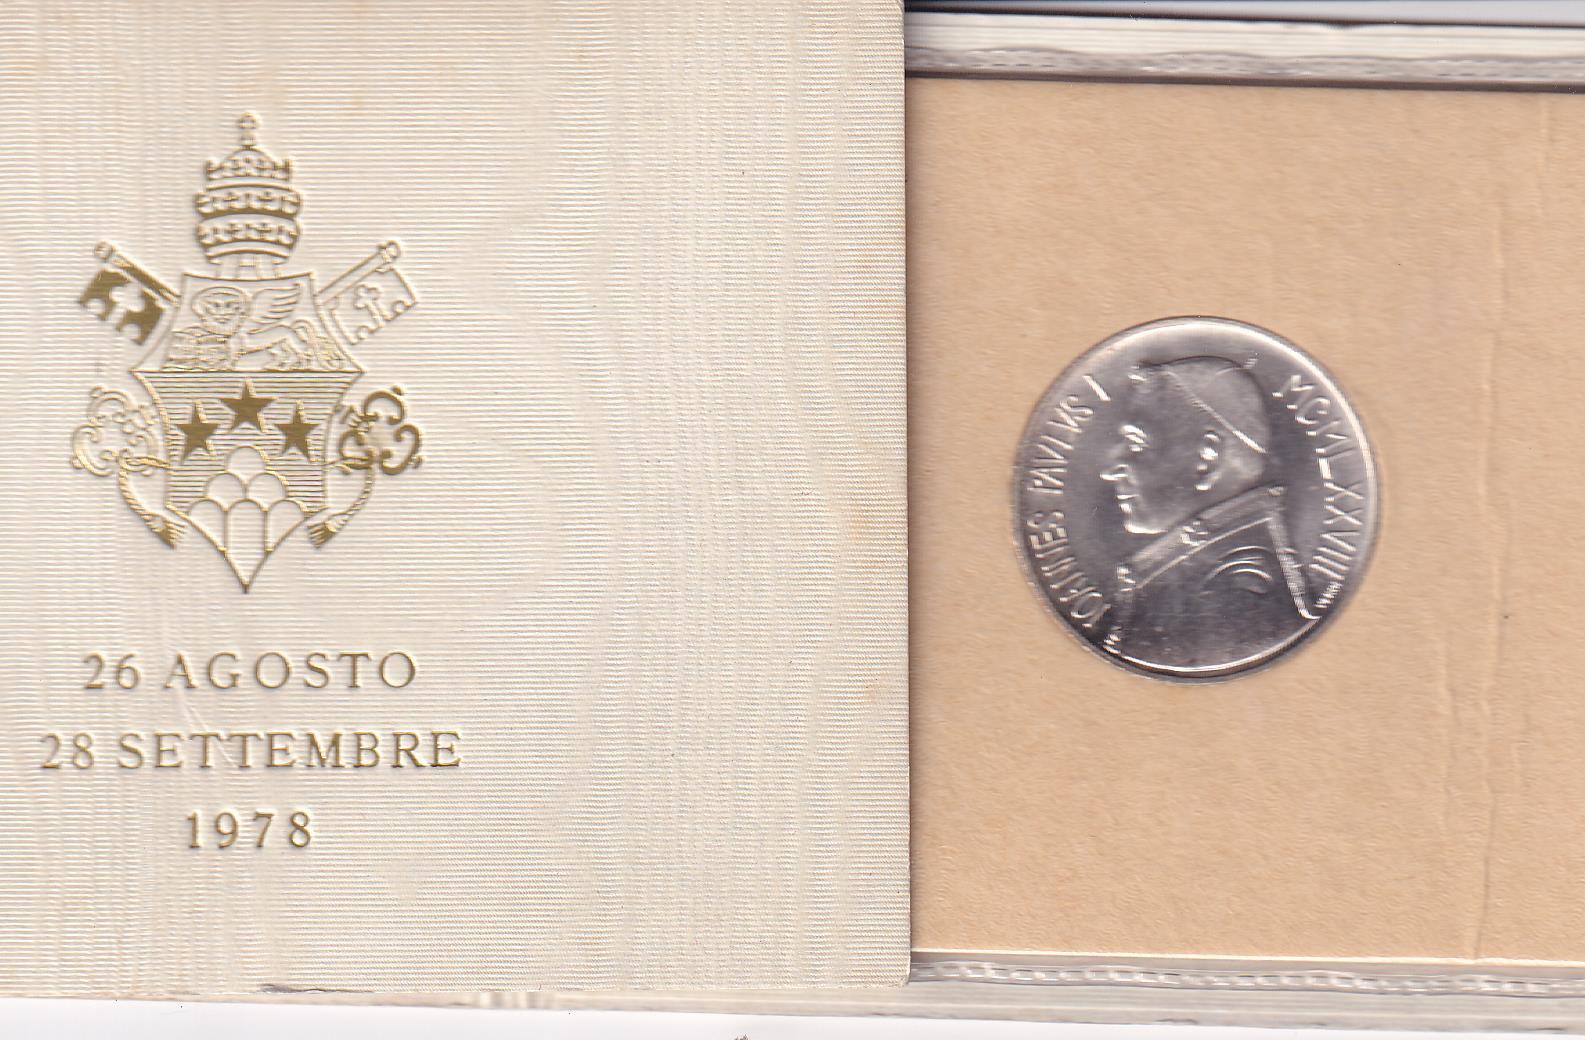 26 AGOSTO
28 SETTEMBRE
1978
IOANNES PAVLVS I
MCMLXXVIII